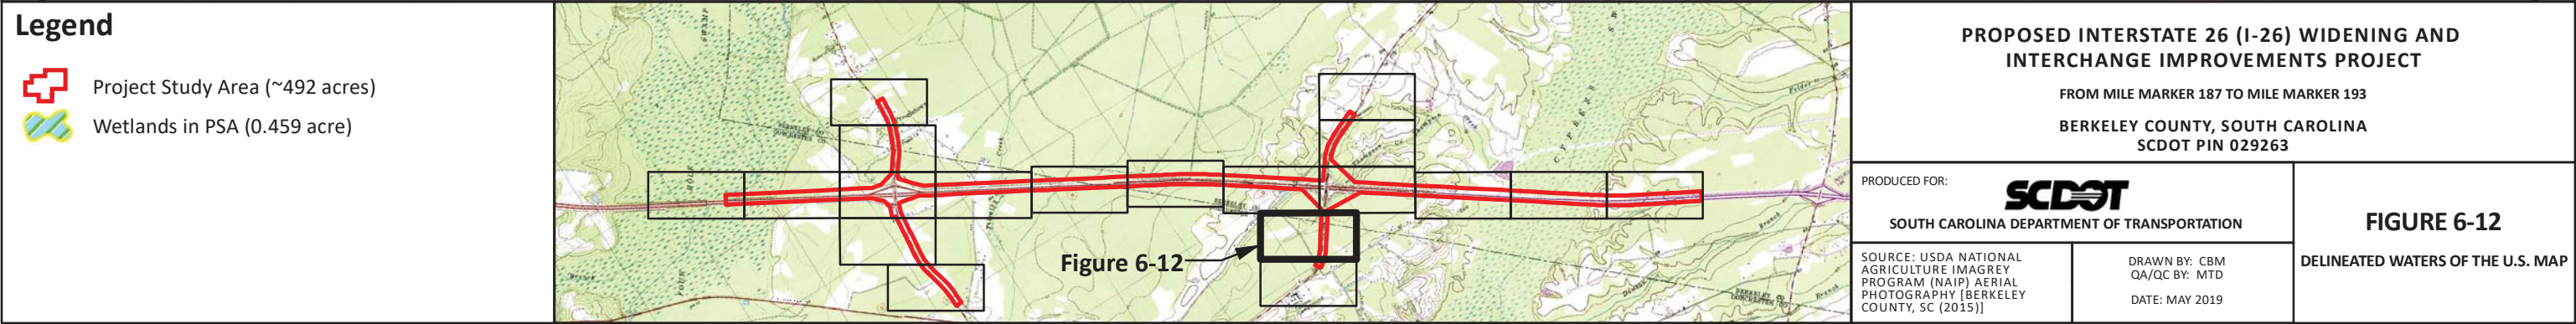 Legend
Project Study Area (~492 acres)
Wetlands in PSA (0.459 acre)
Figure 6-12
PROPOSED INTERSTATE 26 (I-26) WIDENING AND
INTERCHANGE IMPROVEMENTS PROJECT
FROM MILE MARKER 187 TO MILE MARKER 193
BERKELEY COUNTY, SOUTH CAROLINA
SCDOT PIN 029263
PRODUCED FOR:
SCDOT
SOUTH CAROLINA DEPARTMENT OF TRANSPORTATION
SOURCE: USDA NATIONAL
AGRICULTURE IMAGREY
PROGRAM (NAIP) AERIAL
PHOTOGRAPHY [BERKELEY
COUNTY, SC (2015)]
DRAWN BY: CBM
QA/QC BY: MTD
DATE: MAY 2019
FIGURE 6-12
DELINEATED WATERS OF THE U.S. MAP